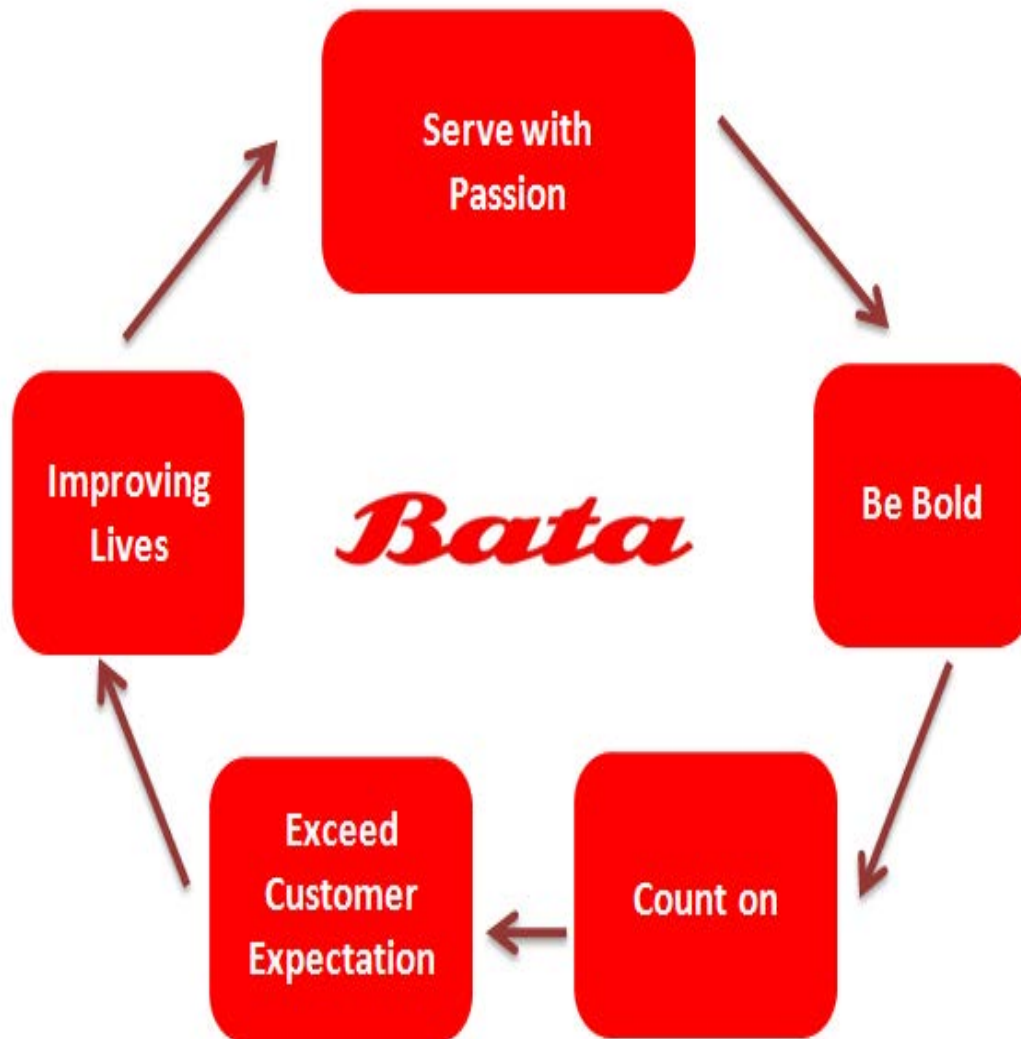 Serve with
Passion
Improving
Lives
Bata
Be Bold
Exceed
Customer
Expectation
Count on